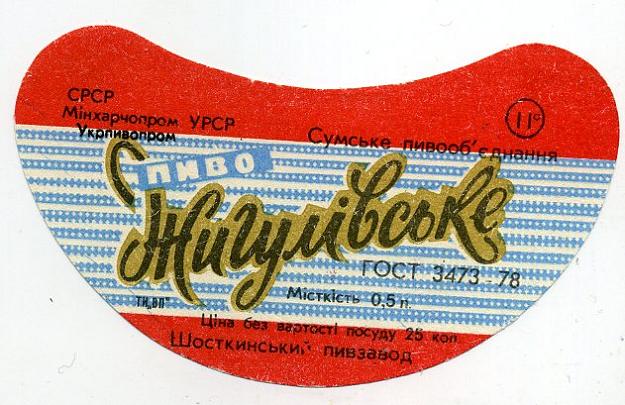 СРСР
Мінхарчопром УРСР
Укрпивопром
11°
Сумське пивооб'єднання
ПИВО
Жигулівське
ГОСТ 3473-78
Місткість 0,5 л.
Ціна без вартості посуду 25 коп.
Шосткинський пивзавод